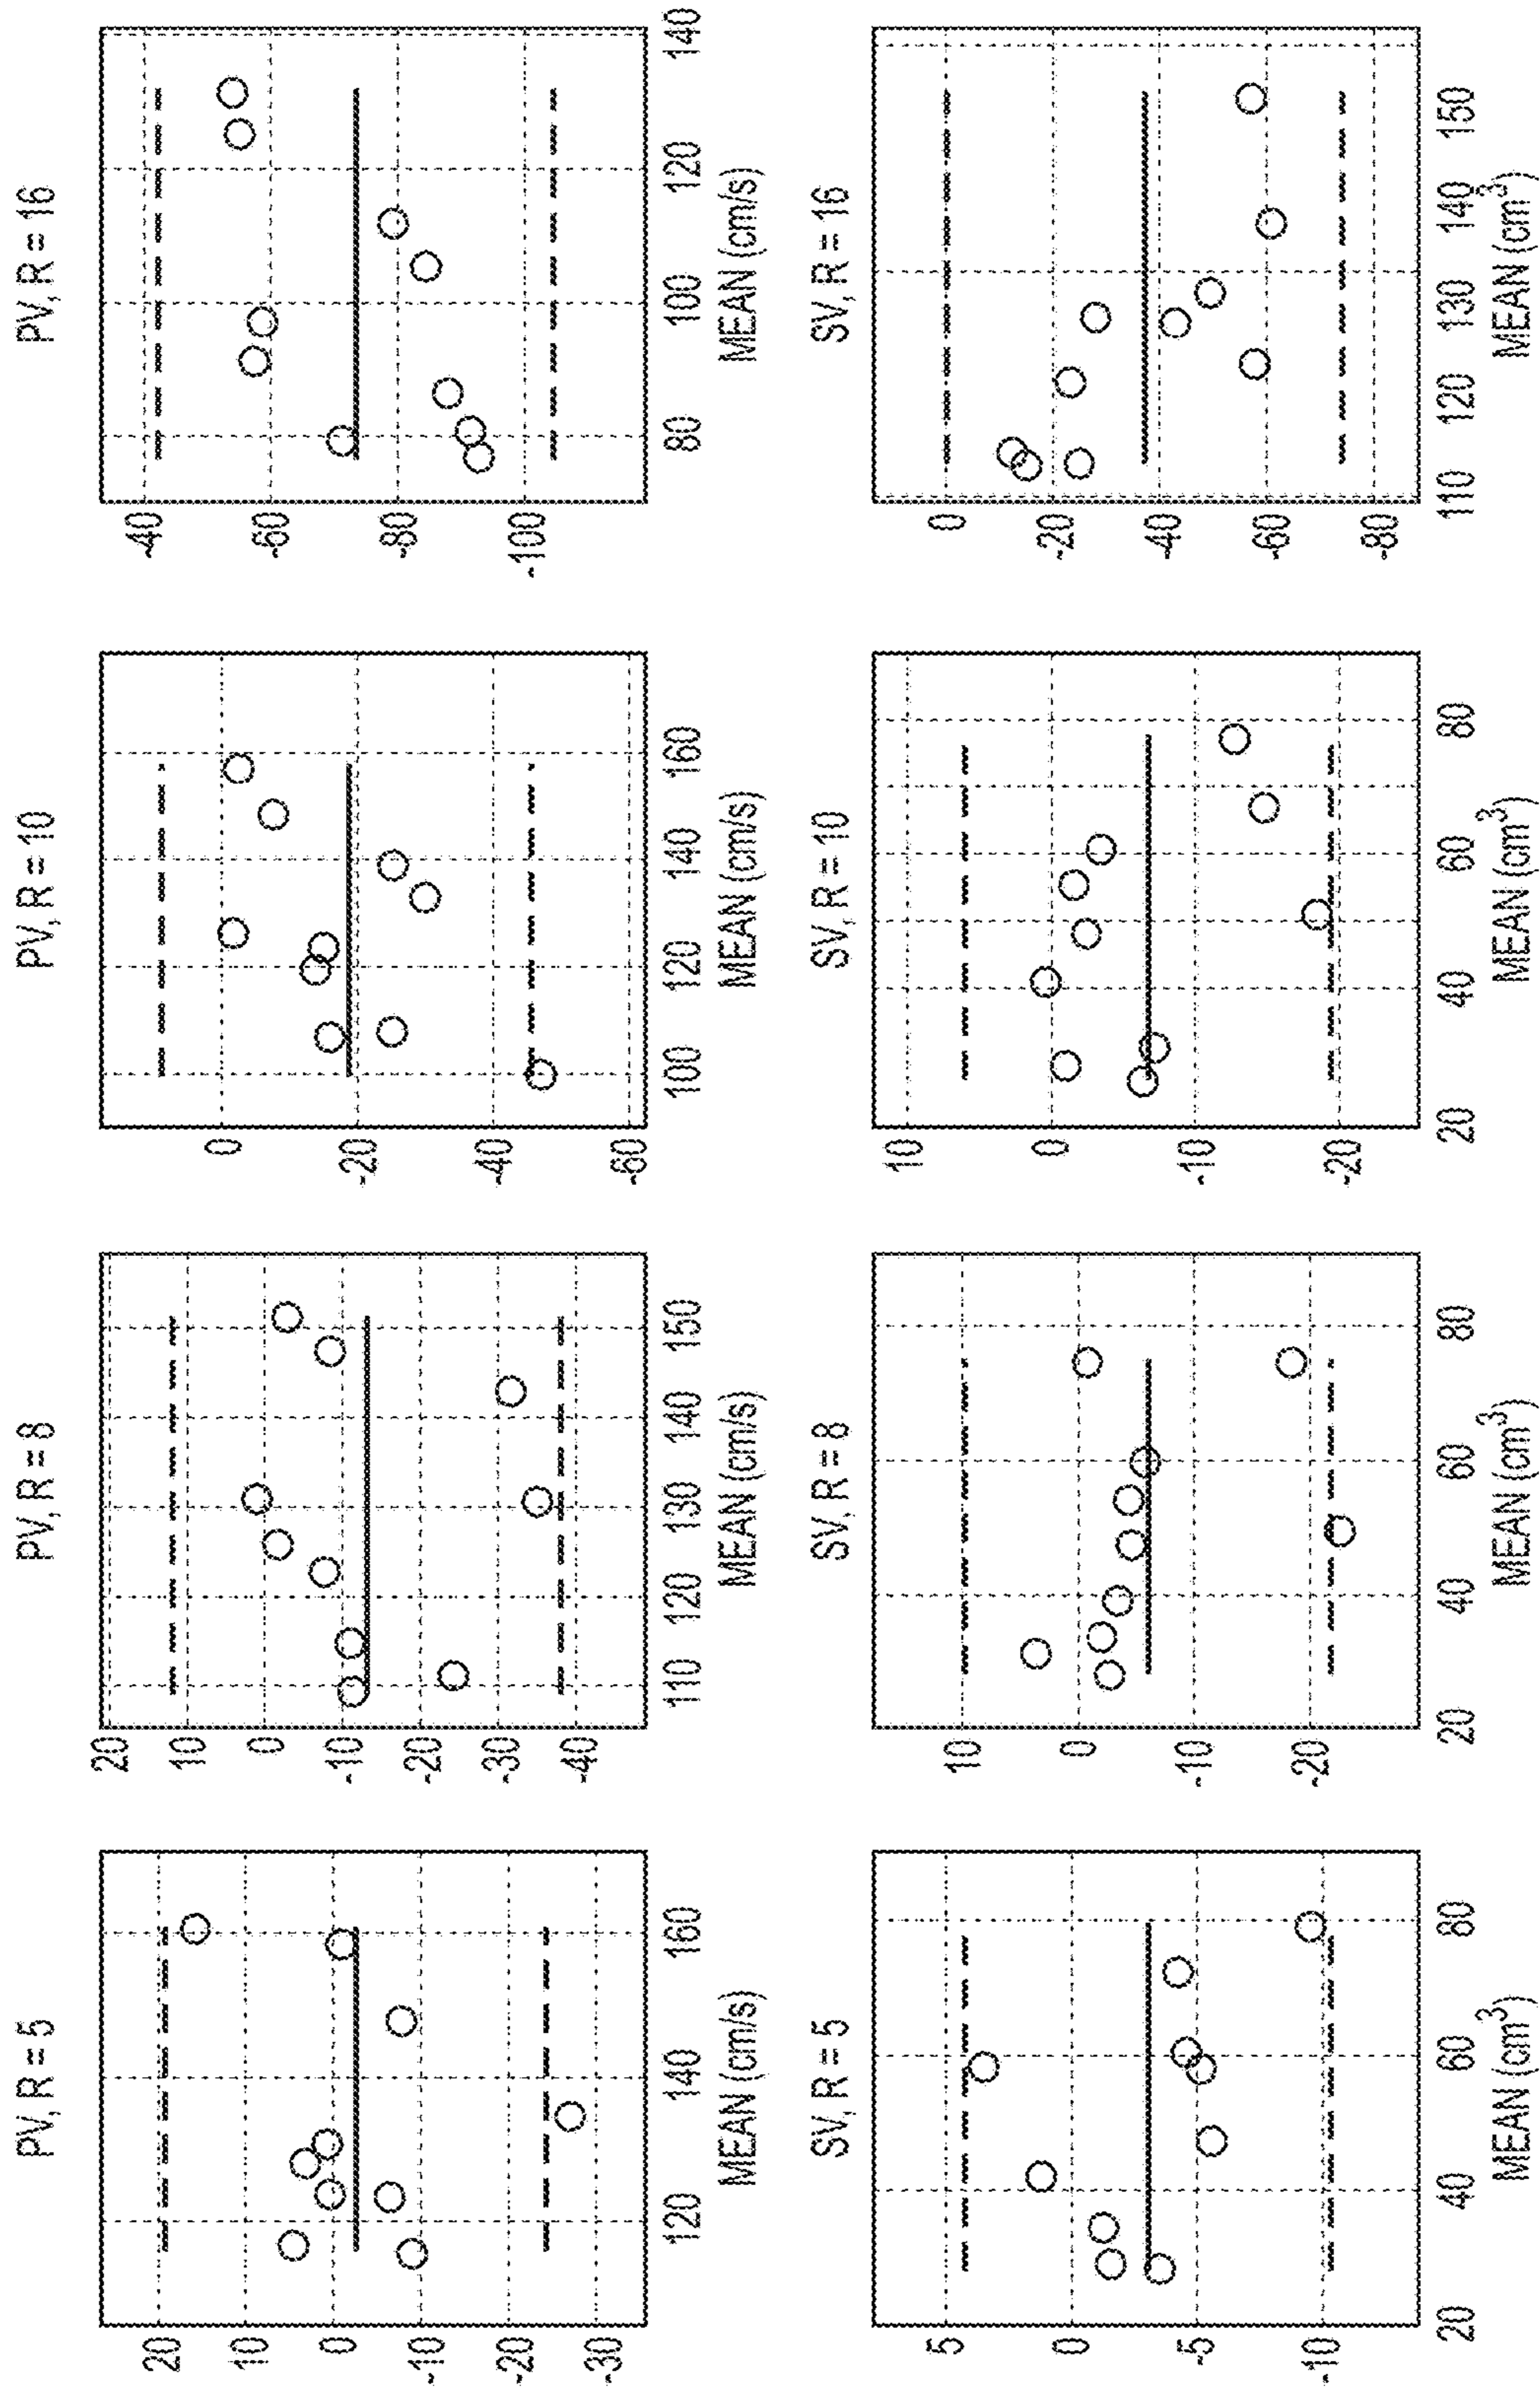 PV, R = 5
20
10
0
-10
-20
-30
120 140 160
MEAN (cm/s)
PV, R = 8
20
10
0
-10
-20
-30
-40
110 120 130 140 150
MEAN (cm/s)
PV, R = 10
0
-20
-40
-60
100 120 140 160
MEAN (cm/s)
PV, R = 16
-40
-60
-80
-100
80 100 120 140
MEAN (cm/s)
SV, R = 5
5
0
-5
-10
20 40 60 80
MEAN (cm³)
SV, R = 8
10
0
-10
-20
20 40 60 80
MEAN (cm³)
SV, R = 10
10
0
-10
-20
20 40 60 80
MEAN (cm³)
SV, R = 16
0
-20
-40
-60
-80
110 120 130 140 150
MEAN (cm³)